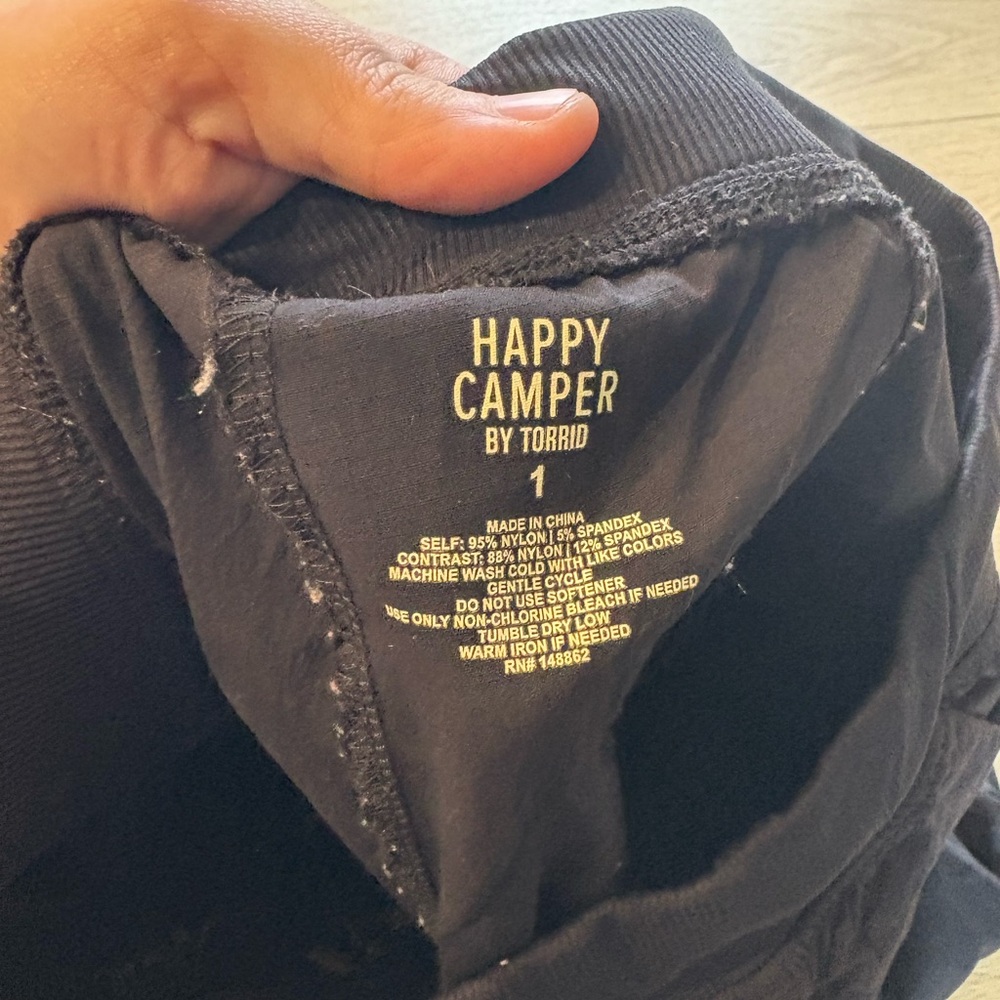 HAPPY
CAMPER
BY TORRID
1
MADE IN CHINA
SELF: 95% NYLON | 5% SPANDEX
CONTRAST: 88% NYLON | 12% SPANDEX
MACHINE WASH COLD WITH LIKE COLORS
GENTLE CYCLE
DO NOT USE SOFTENER
USE ONLY NON-CHLORINE BLEACH IF NEEDED
TUMBLE DRY LOW
WARM IRON IF NEEDED
RN# 148862